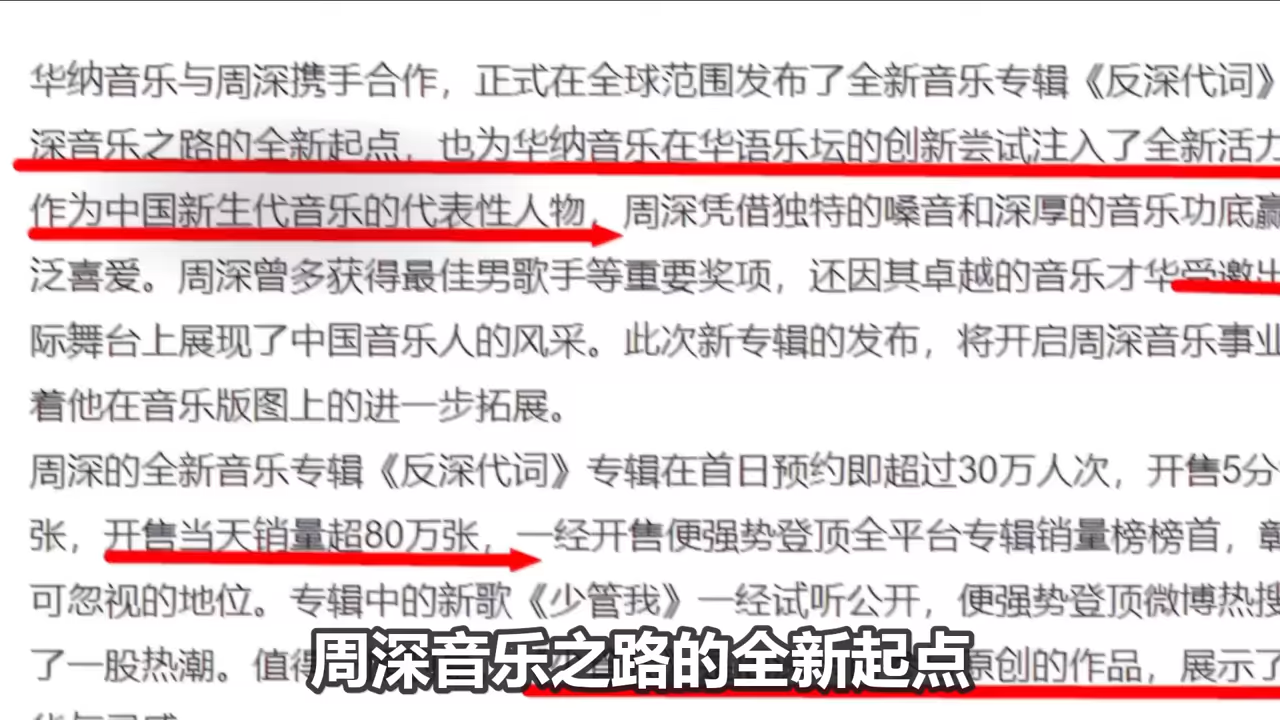 华纳音乐与周深携手合作，正式在全球范围发布了全新音乐专辑《反深代词》
深音乐之路的全新起点，也为华纳音乐在华语乐坛的创新尝试注入了全新活力
作为中国新生代音乐的代表性人物，周深凭借独特的嗓音和深厚的音乐功底赢
泛喜爱。周深曾多获得最佳男歌手等重要奖项，还因其卓越的音乐才华受邀出
际舞台上展现了中国音乐人的风采。此次新专辑的发布，将开启周深音乐事业
着他在音乐版图上的进一步拓展。
周深的全新音乐专辑《反深代词》专辑在首日预约即超过30万人次，开售5分
张，开售当天销量超80万张，一经开售便强势登顶全平台专辑销量榜榜首，彰
可忽视的地位。专辑中的新歌《少管我》一经试听公开，便强势登顶微博热搜
了一股热潮。值得 原创的作品，展示了
周深音乐之路的全新起点